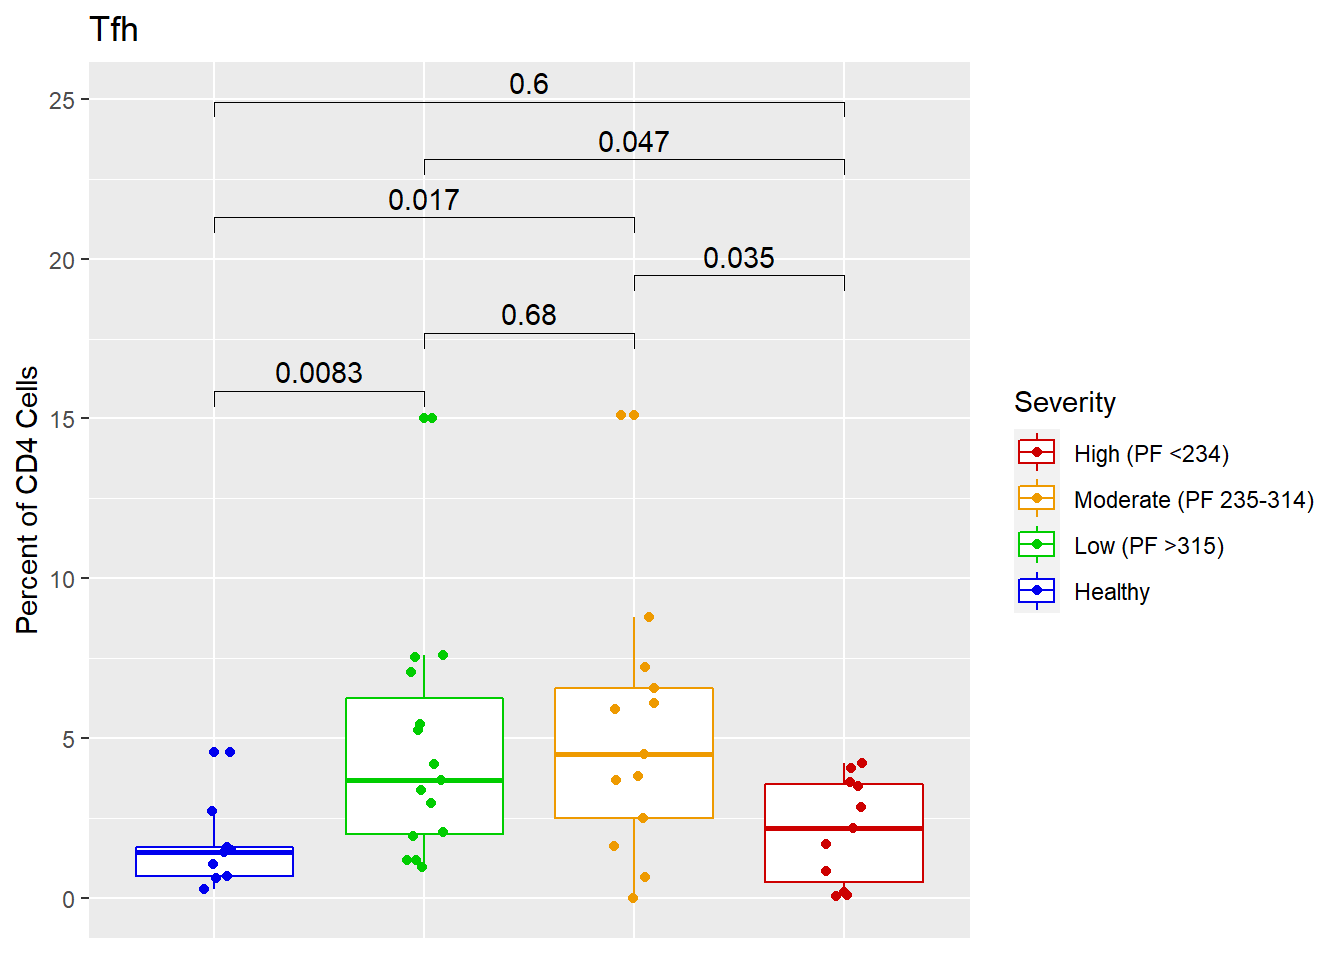 Tfh
25
20
15
10
5
0
Percent of CD4 Cells
0.6
0.047
0.017
0.035
0.68
0.0083
Severity
High (PF <234)
Moderate (PF 235-314)
Low (PF >315)
Healthy